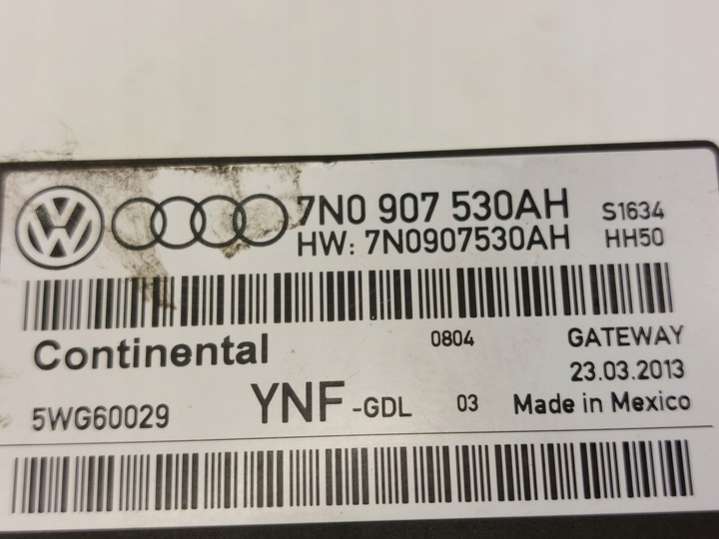 7N0 907 530AH S1634
HW: 7N0907530AH HH50
Continental 0804 GATEWAY
23.03.2013
5WG60029 YNF -GDL 03 Made in Mexico